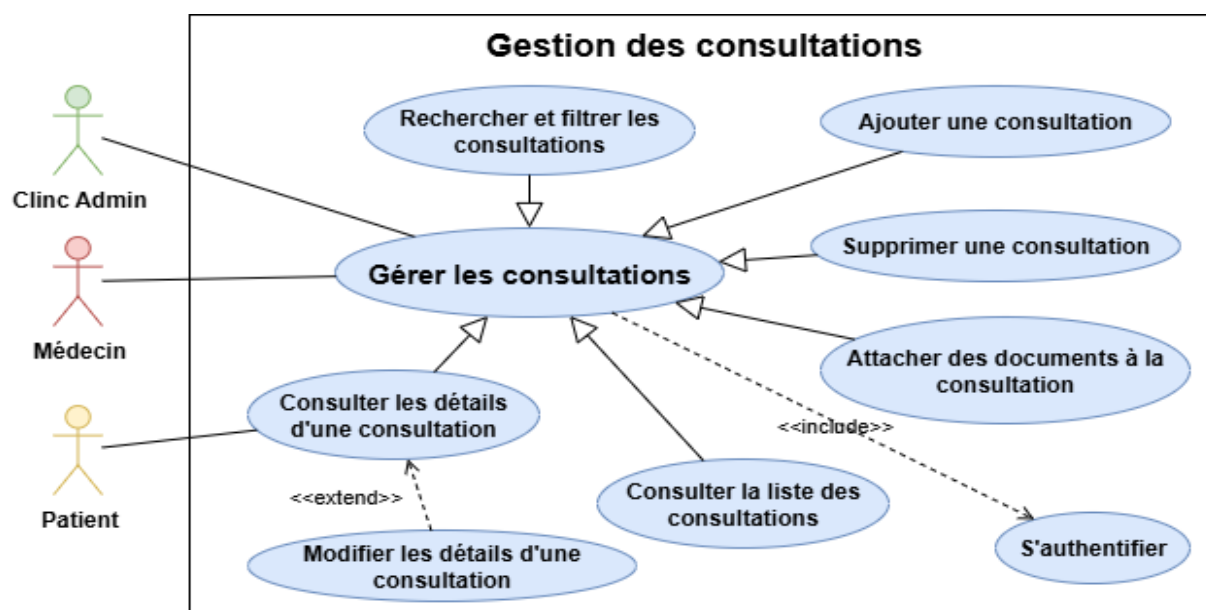 Gestion des consultations
Clinc Admin
Médecin
Patient
Rechercher et filtrer les
consultations
Ajouter une consultation
Gérer les consultations
Supprimer une consultation
Attacher des documents à la
consultation
Consulter les détails
d'une consultation
<<include>>
<<extend>>
Consulter la liste des
consultations
Modifier les détails d'une
consultation
S'authentifier